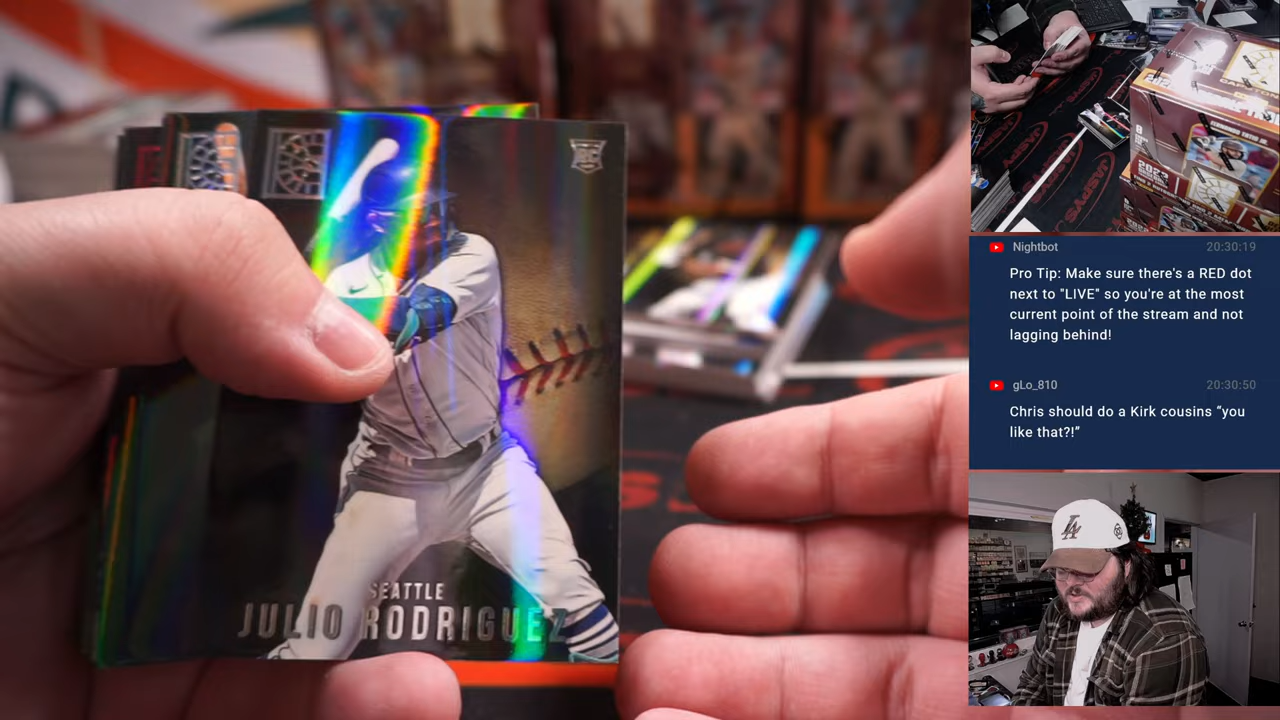 RC
SEATTLE
JULIO RODRIGUEZ
Nightbot 20:30:19
Pro Tip: Make sure there's a RED dot
next to "LIVE" so you're at the most
current point of the stream and not
lagging behind!
gLo_810 20:30:50
Chris should do a Kirk cousins “you
like that?!”
LA